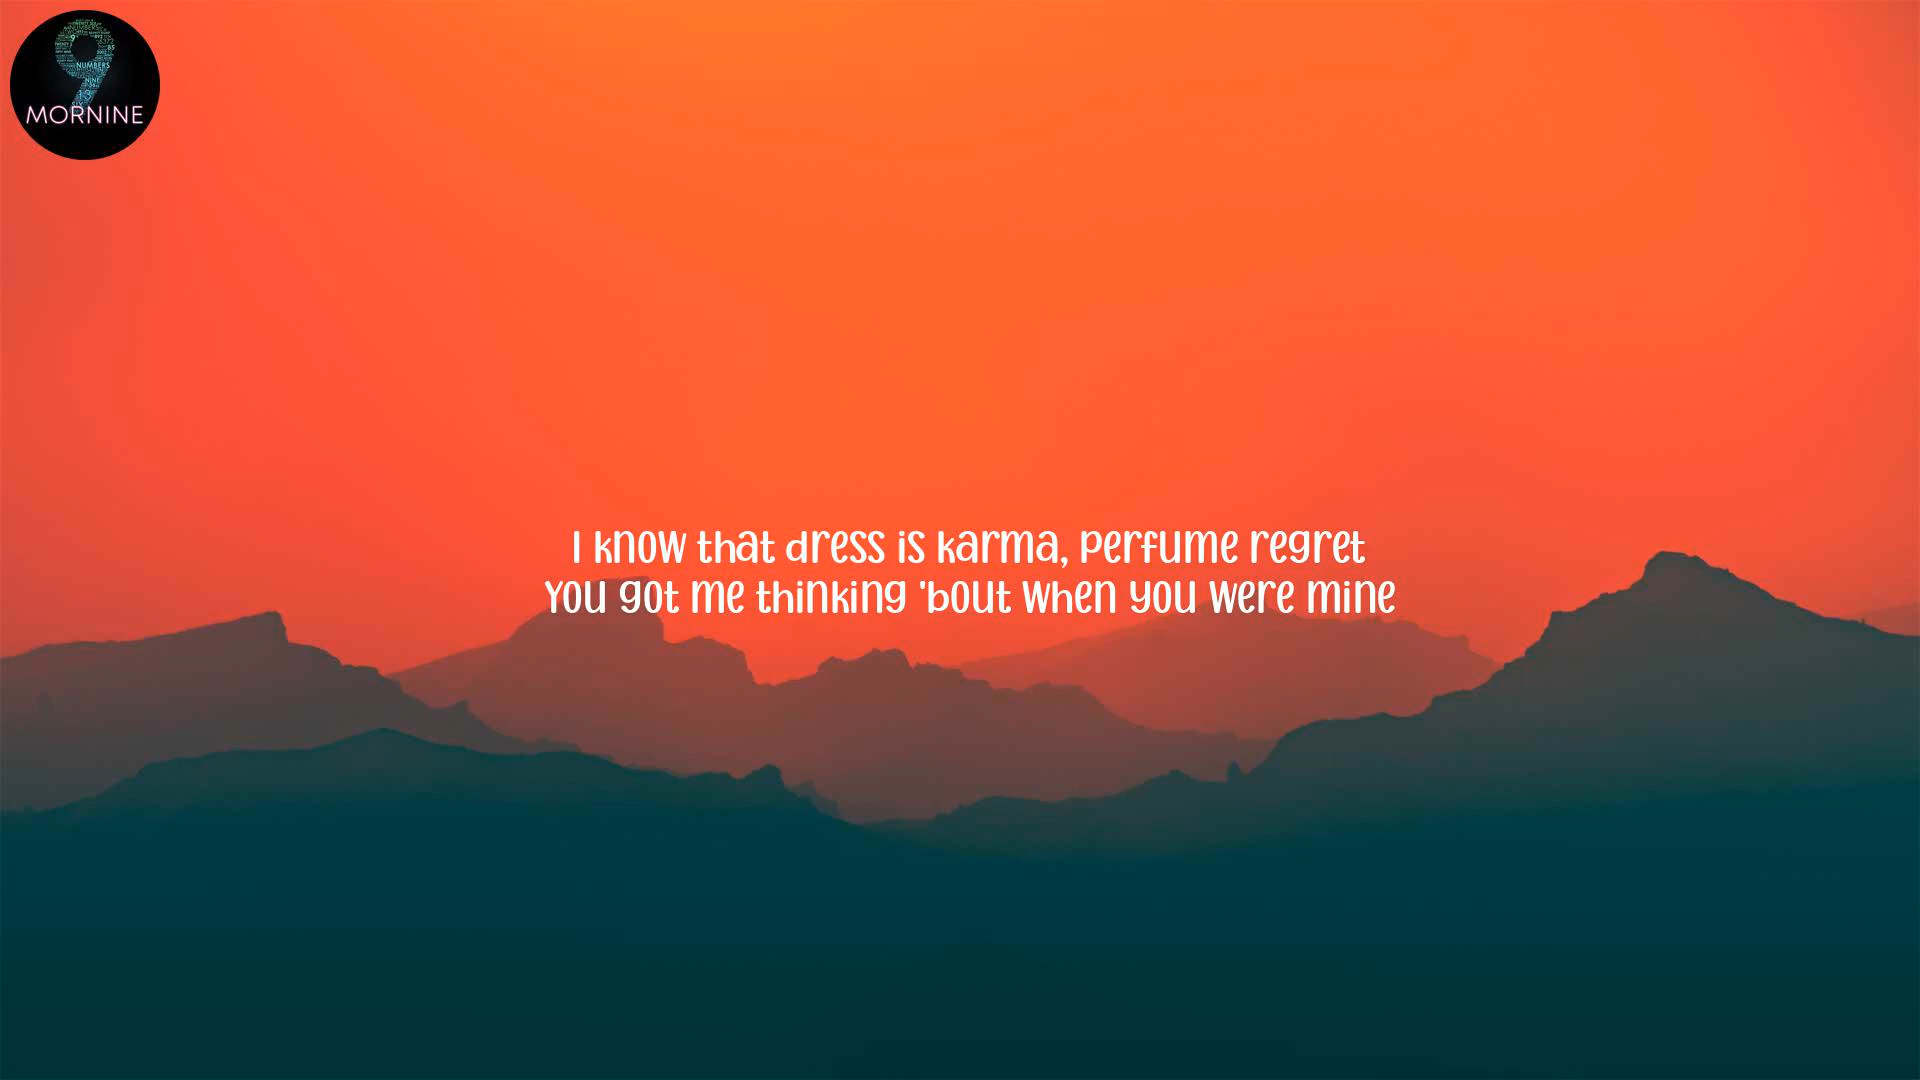 MORNINE
I know that dress is karma, perfume regret
You got me thinking 'bout when you were mine